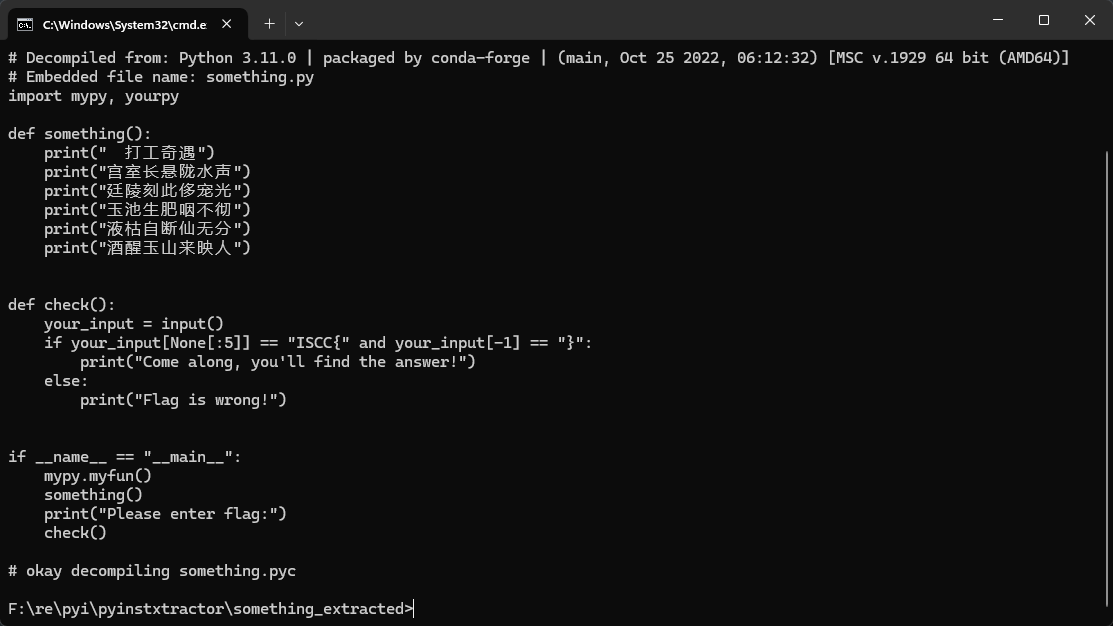 C:\Windows\System32\cmd.e
# Decompiled from: Python 3.11.0 | packaged by conda-forge | (main, Oct 25 2022, 06:12:32) [MSC v.1929 64 bit (AMD64)]
# Embedded file name: something.py
import mypy, yourpy
def something():
    print("  打工奇遇")
    print("宫室长悬陇水声")
    print("廷陵刻此侈宠光")
    print("玉池生肥咽不彻")
    print("液枯自断仙无分")
    print("酒醒玉山来映人")
def check():
    your_input = input()
    if your_input[None[:5]] == "ISCC{" and your_input[-1] == "}":
        print("Come along, you'll find the answer!")
    else:
        print("Flag is wrong!")
if __name__ == "__main__":
    mypy.myfun()
    something()
    print("Please enter flag:")
    check()
# okay decompiling something.pyc
F:\re\pyi\pyinstxtractor\something_extracted>